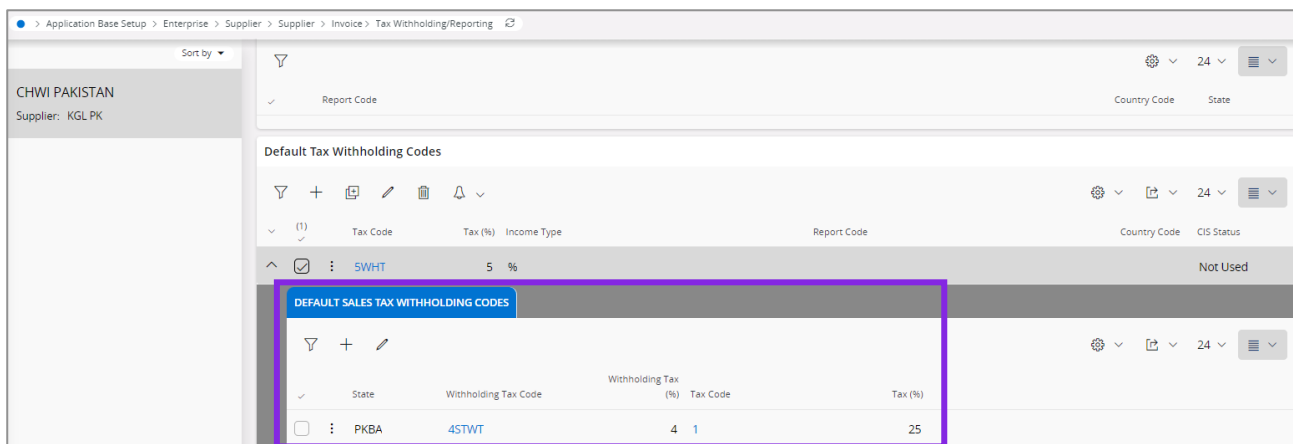 > Application Base Setup > Enterprise > Supplier > Supplier > Invoice > Tax Withholding/Reporting
Sort by
CHWI PAKISTAN
Supplier: KGL PK
24
Report Code Country Code State
Default Tax Withholding Codes
24
(1) Tax Code Tax (%) Income Type Report Code Country Code CIS Status
5WHT 5 % Not Used
DEFAULT SALES TAX WITHHOLDING CODES
24
State Withholding Tax Code Withholding Tax (%) Tax Code Tax (%)
PKBA 4STWT 4 1 25